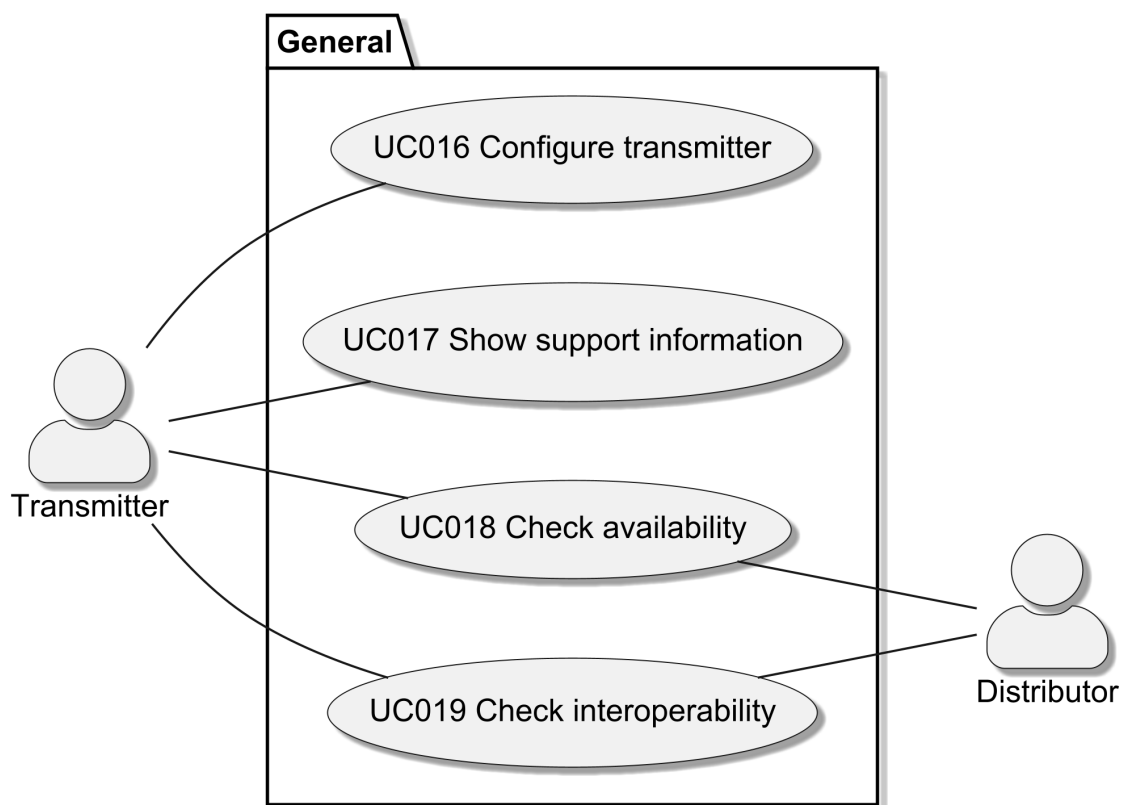 General
UC016 Configure transmitter
UC017 Show support information
Transmitter
UC018 Check availability
Distributor
UC019 Check interoperability